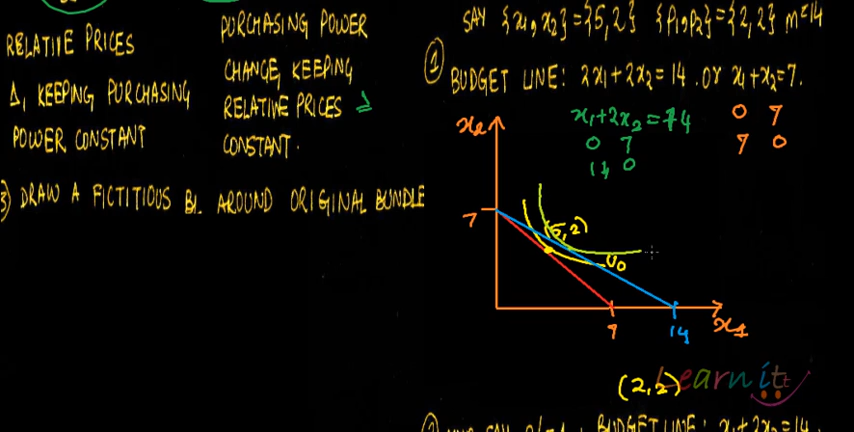 RELATIVE PRICES
Δ, KEEPING PURCHASING
POWER CONSTANT
PURCHASING POWER
CHANGE, KEEPING
RELATIVE PRICES
CONSTANT.
3) DRAW A FICTITIOUS BL AROUND ORIGINAL BUNDLE
SAY {x1, x2} = {5, 2} {P1, P2} = {2, 2} m=14
① BUDGET LINE: 2x1 + 2x2 = 14 . or x1 + x2 = 7.
x1 + 2x2 = 14
0 7
14 0
0 7
7 0
x2
7
(5, 2)
U0
7
14
x1
(2, 2)
Learn itt
BUDGET LINE: x1 + 2x2 = 14.